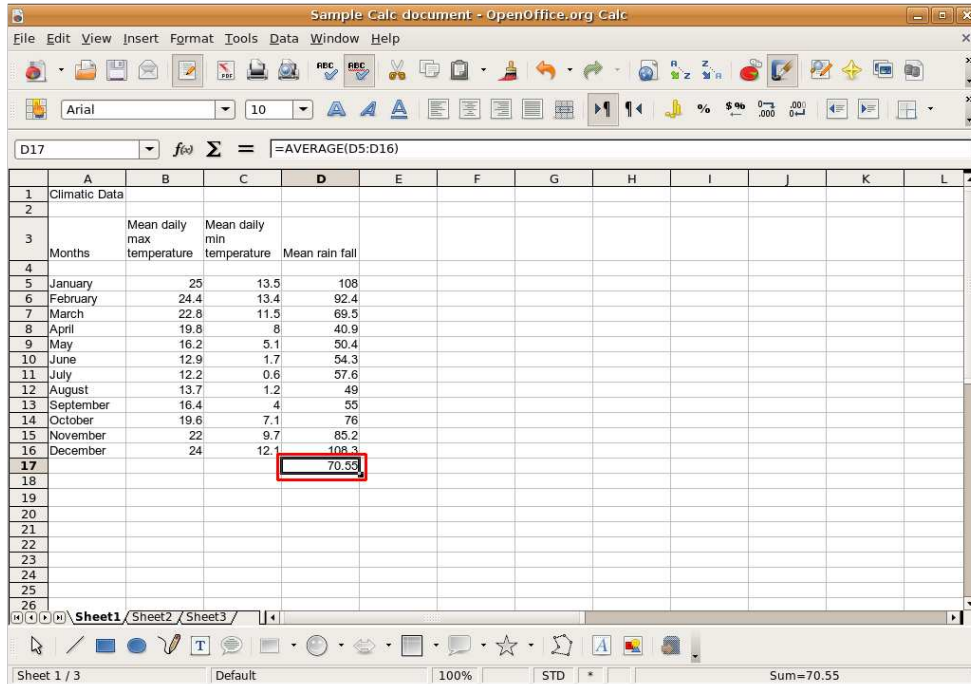 Sample Calc document - OpenOffice.org Calc
File Edit View Insert Format Tools Data Window Help
Arial 10
D17 f(x) Σ = =AVERAGE(D5:D16)
A B C D E F G H I J K L
1 Climatic Data
2
3 Months Mean daily max temperature Mean daily min temperature Mean rain fall
4
5 January 25 13.5 108
6 February 24.4 13.4 92.4
7 March 22.8 11.5 69.5
8 April 19.8 8 40.9
9 May 16.2 5.1 50.4
10 June 12.9 1.7 54.3
11 July 12.2 0.6 57.6
12 August 13.7 1.2 49
13 September 16.4 4 55
14 October 19.6 7.1 76
15 November 22 9.7 85.2
16 December 24 12.1 108.3
17 70.55
18
19
20
21
22
23
24
25
26
Sheet1 Sheet2 Sheet3
Sheet 1 / 3 Default 100% STD * Sum=70.55